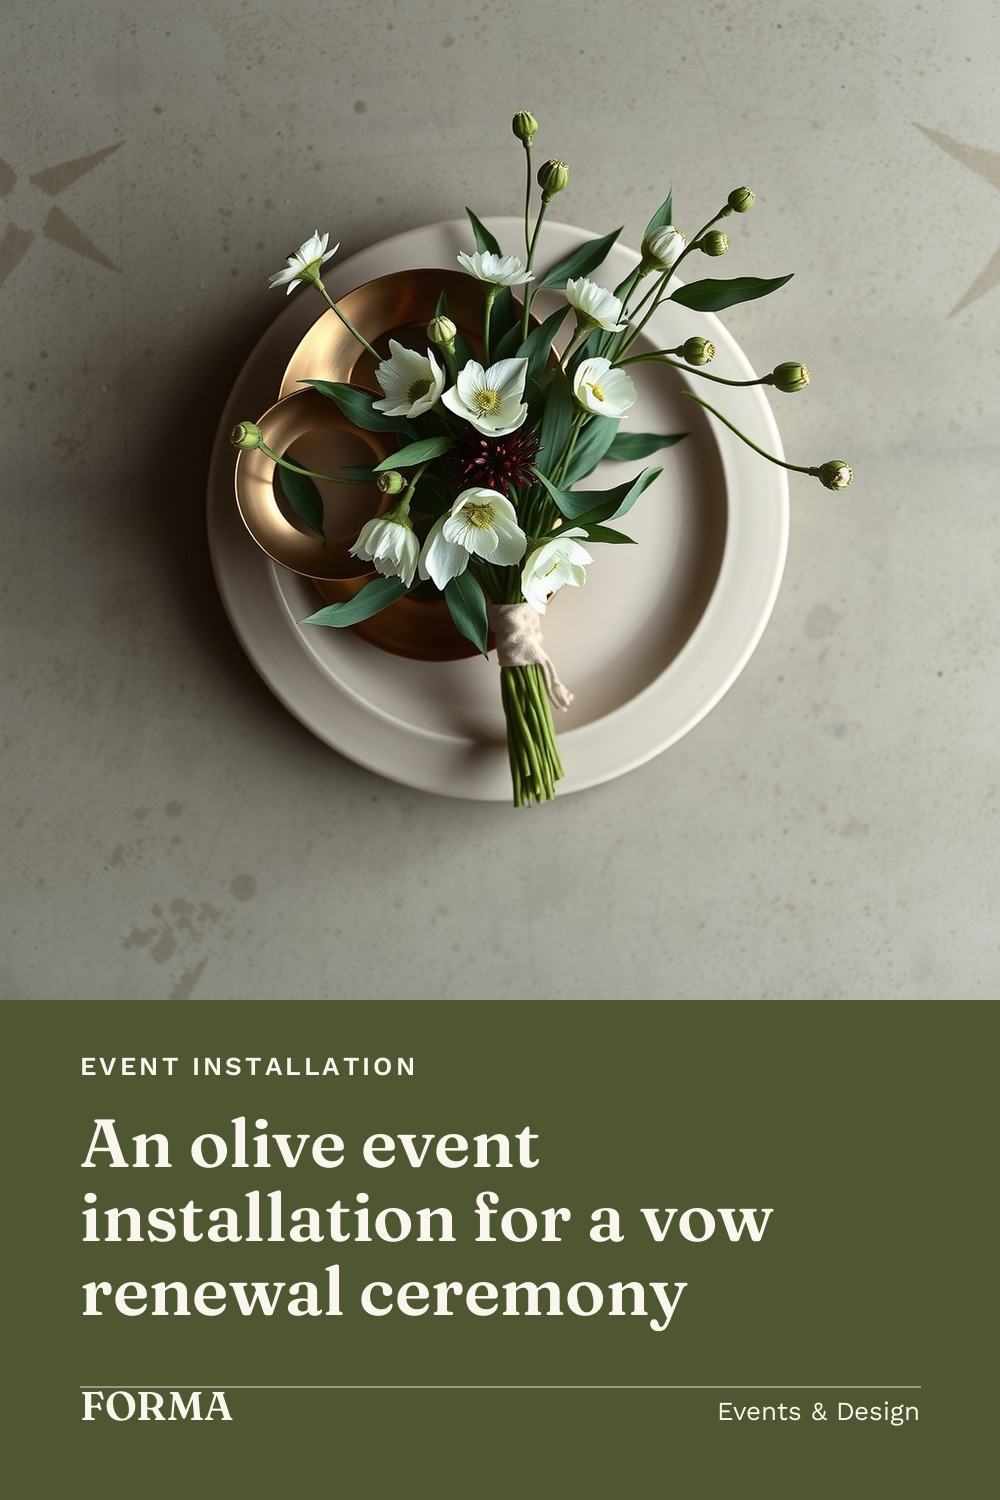 EVENT INSTALLATION
An olive event
installation for a vow
renewal ceremony
FORMA
Events & Design